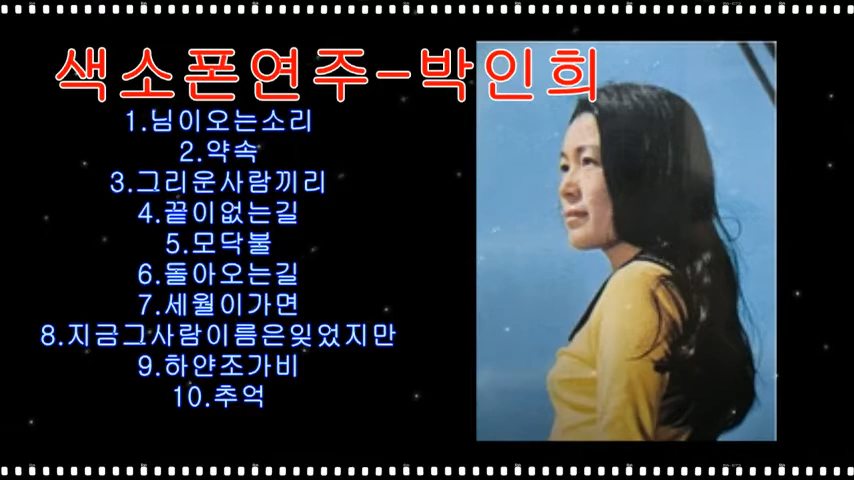 색소폰연주-박인희
1.님이오는소리
2.약속
3.그리운사람끼리
4.끝이없는길
5.모닥불
6.돌아오는길
7.세월이가면
8.지금그사람이름은잊었지만
9.하얀조가비
10.추억